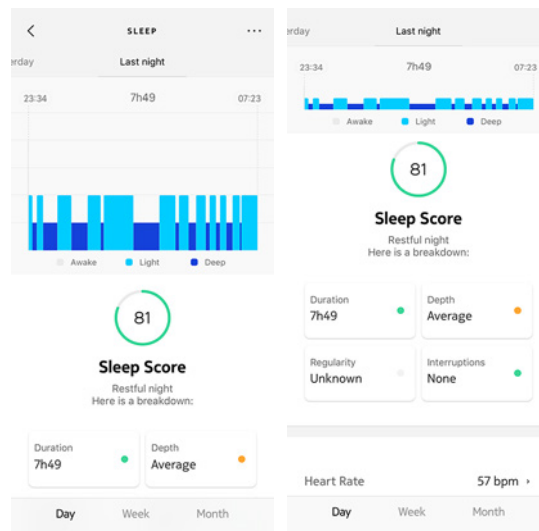 SLEEP
erday
Last night
23:34
7h49
07:23
Awake
Light
Deep
81
Sleep Score
Restful night
Here is a breakdown:
Duration
7h49
Depth
Average
Day
Week
Month
erday
Last night
23:34
7h49
07:23
Awake
Light
Deep
81
Sleep Score
Restful night
Here is a breakdown:
Duration
7h49
Depth
Average
Regularity
Unknown
Interruptions
None
Heart Rate
57 bpm
Day
Week
Month